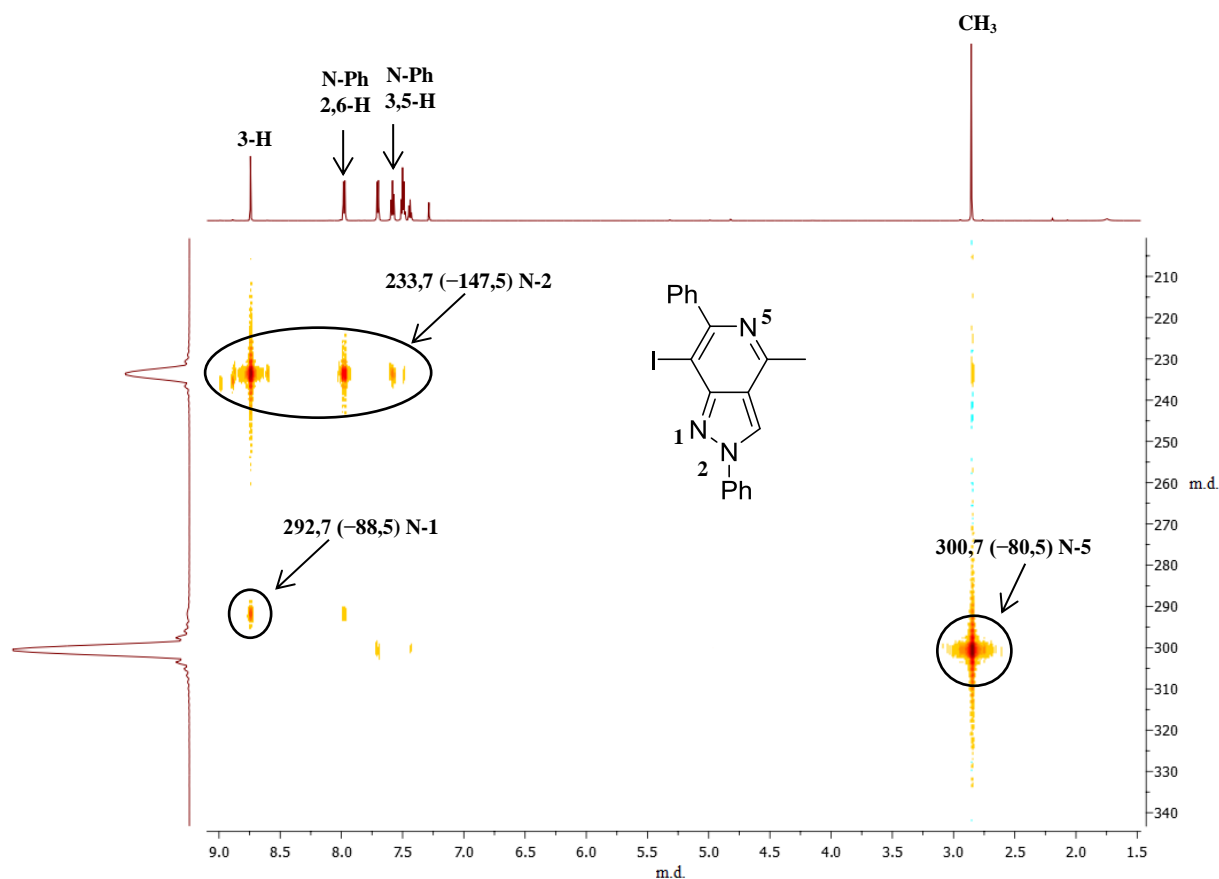 CH₃
N-Ph
2,6-H
N-Ph
3,5-H
3-H
233,7 (−147,5) N-2
Ph
N 5
I
1 N
N
2
Ph
292,7 (−88,5) N-1
300,7 (−80,5) N-5
210
220
230
240
250
260
270
280
290
300
310
320
330
340
m.d.
9.0 8.5 8.0 7.5 7.0 6.5 6.0 5.5 5.0 4.5 4.0 3.5 3.0 2.5 2.0 1.5
m.d.